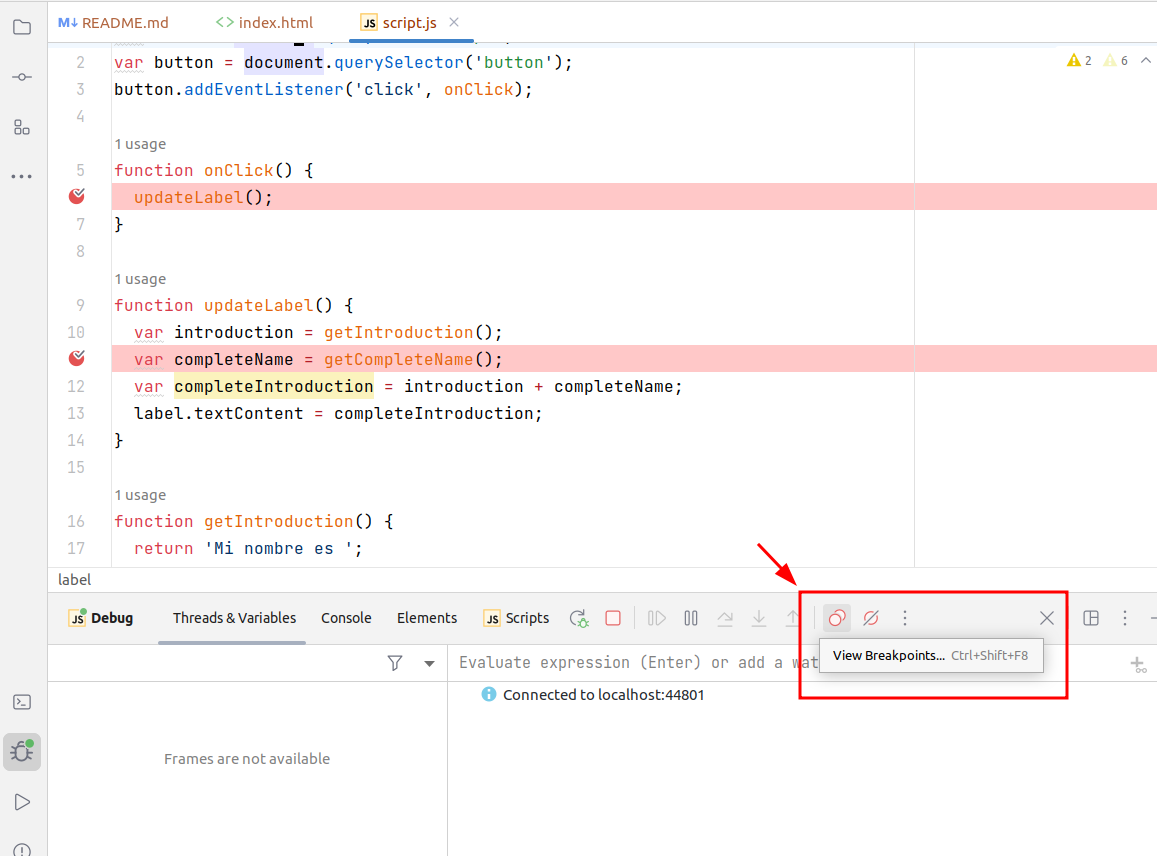 M↓ README.md <> index.html JS script.js
2 var button = document.querySelector('button');
3 button.addEventListener('click', onClick);
4
1 usage
5 function onClick() {
updateLabel();
7 }
8
1 usage
9 function updateLabel() {
10 var introduction = getIntroduction();
var completeName = getCompleteName();
12 var completeIntroduction = introduction + completeName;
13 label.textContent = completeIntroduction;
14 }
15
1 usage
16 function getIntroduction() {
17 return 'Mi nombre es ';
2 6
label
JS Debug Threads & Variables Console Elements JS Scripts
Evaluate expression (Enter) or add a wat
View Breakpoints... Ctrl+Shift+F8
Connected to localhost:44801
Frames are not available